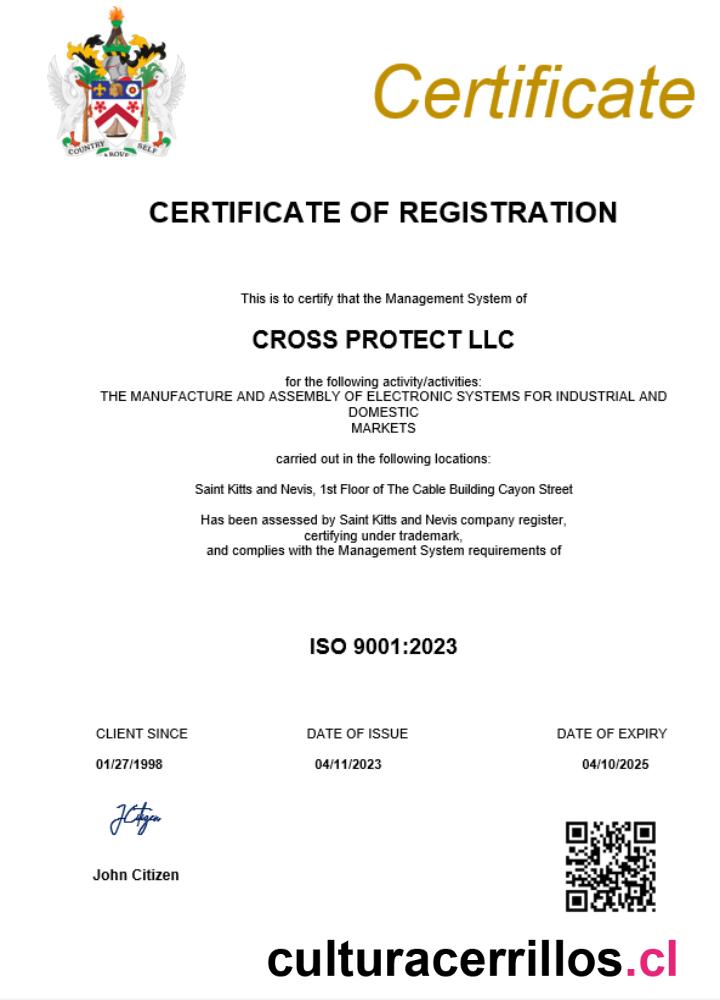 COUNTRY ABOVE SELF
Certificate
CERTIFICATE OF REGISTRATION
This is to certify that the Management System of
CROSS PROTECT LLC
for the following activity/activities:
THE MANUFACTURE AND ASSEMBLY OF ELECTRONIC SYSTEMS FOR INDUSTRIAL AND
DOMESTIC
MARKETS
carried out in the following locations:
Saint Kitts and Nevis, 1st Floor of The Cable Building Cayon Street
Has been assessed by Saint Kitts and Nevis company register,
certifying under trademark,
and complies with the Management System requirements of
ISO 9001:2023
CLIENT SINCE DATE OF ISSUE DATE OF EXPIRY
01/27/1998 04/11/2023 04/10/2025
JCitizen
John Citizen
culturacerrillos.cl